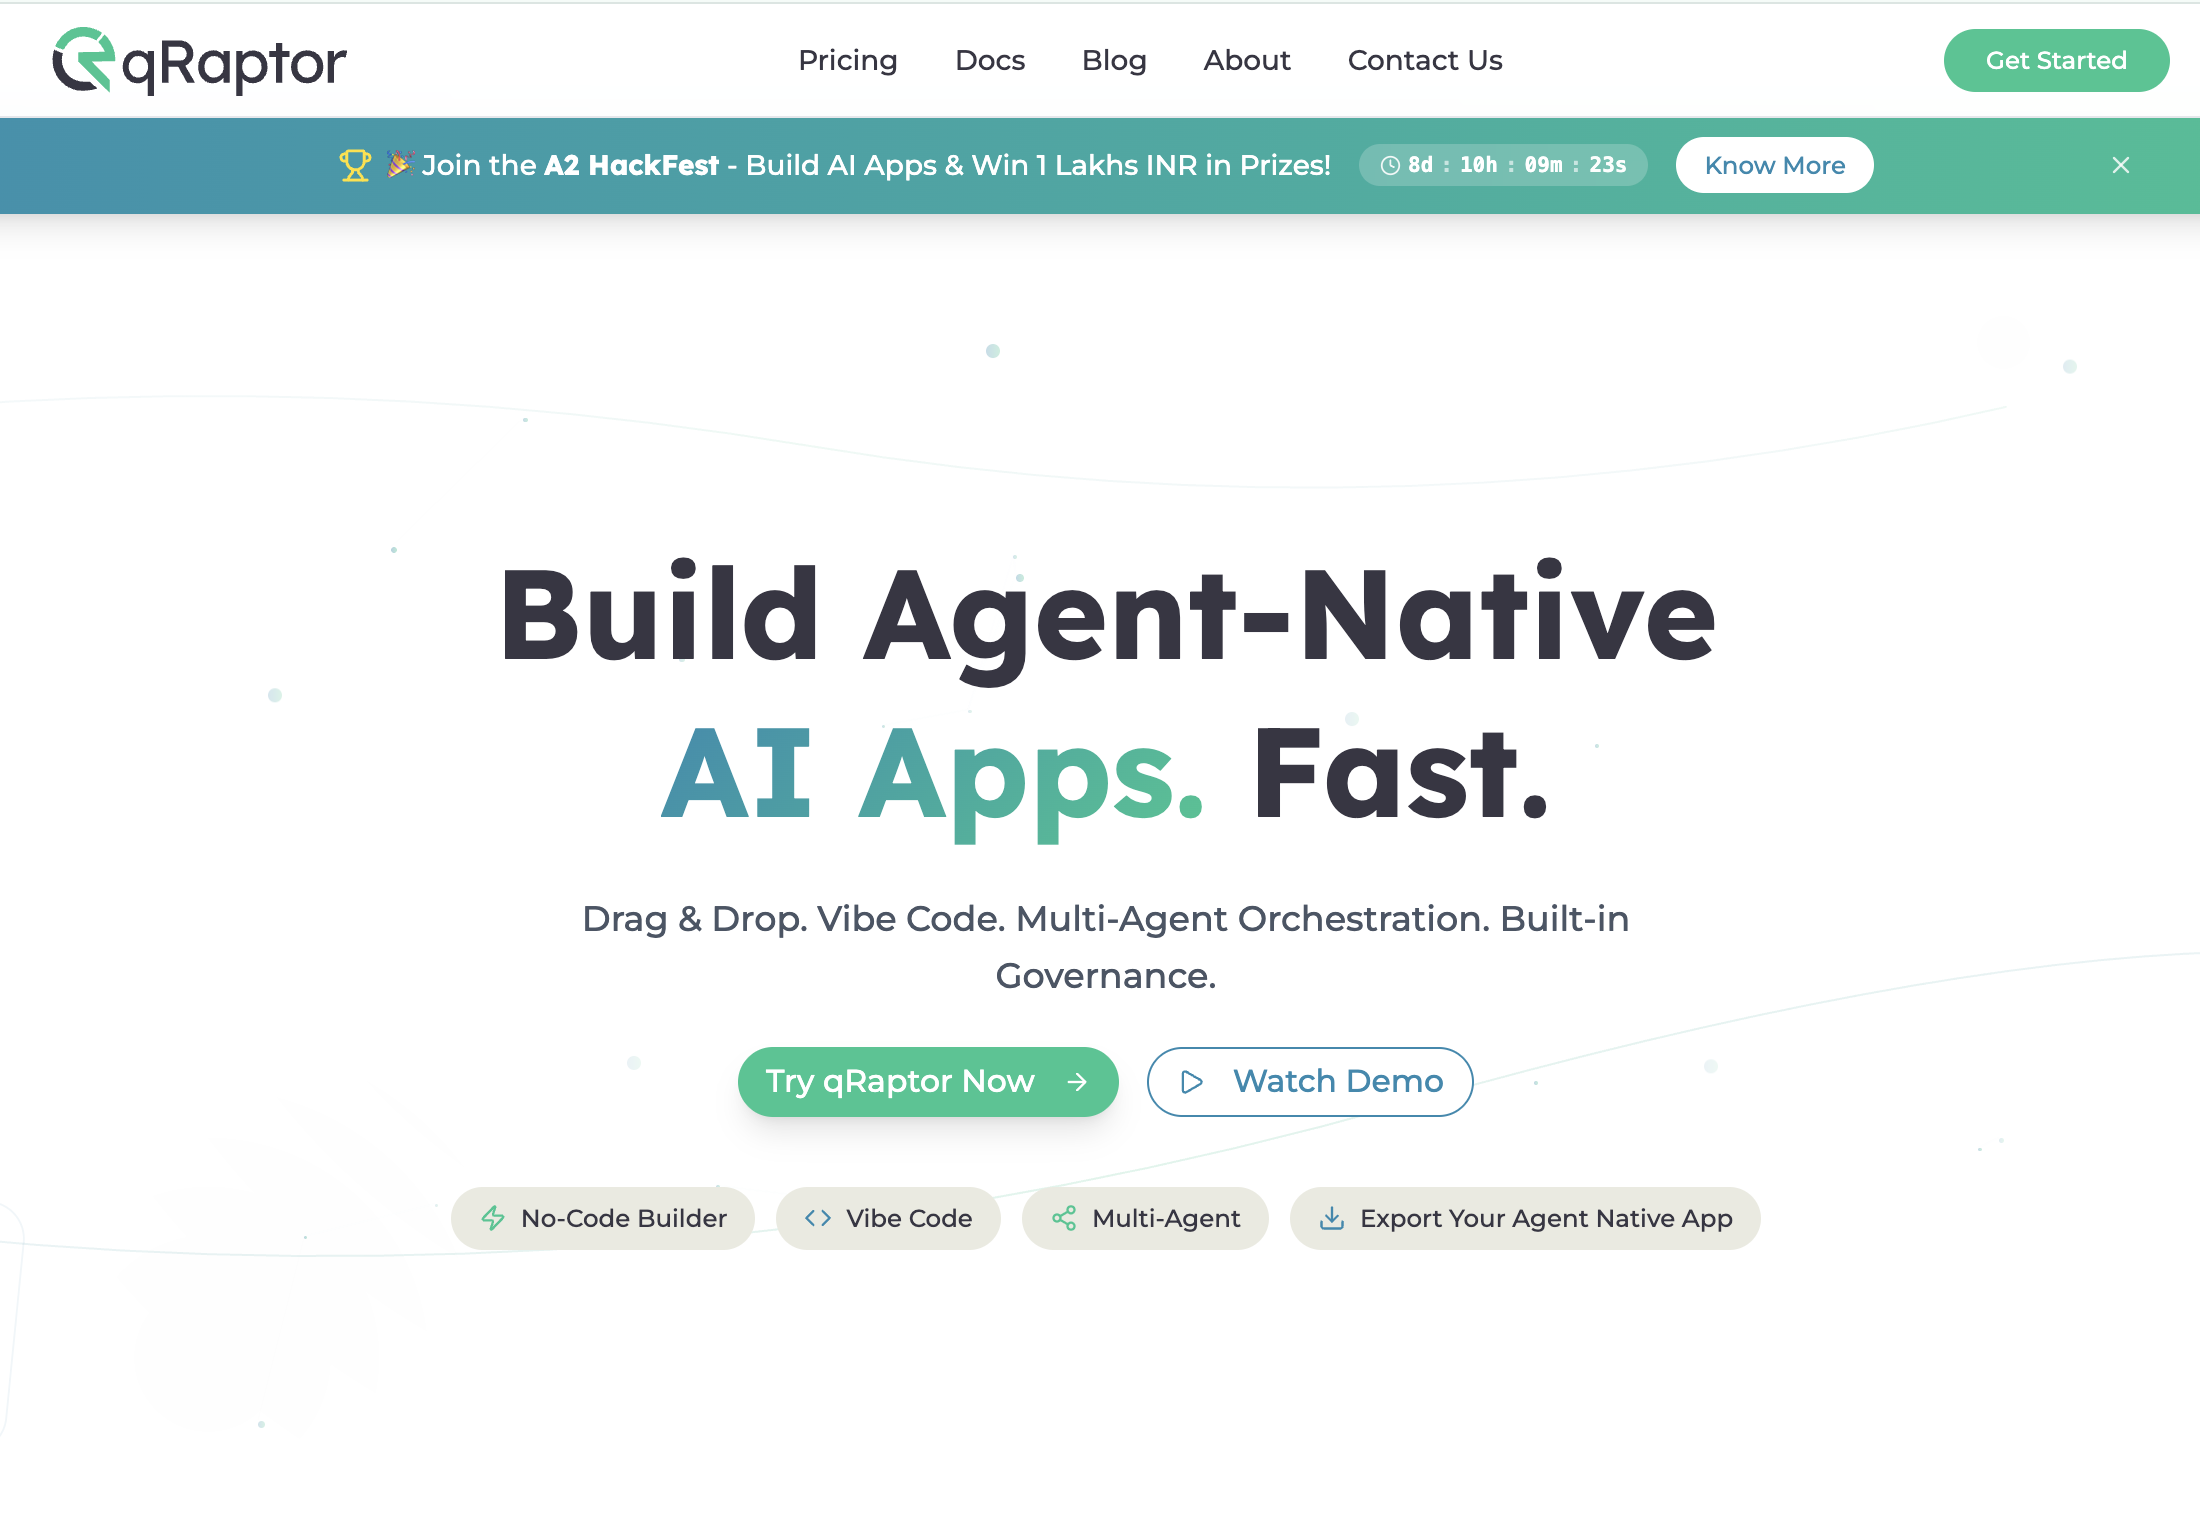 qRaptor
Pricing Docs Blog About Contact Us
Get Started
Join the A2 HackFest - Build AI Apps & Win 1 Lakhs INR in Prizes!
8d : 10h : 09m : 23s
Know More
Build Agent-Native
AI Apps. Fast.
Drag & Drop. Vibe Code. Multi-Agent Orchestration. Built-in
Governance.
Try qRaptor Now
Watch Demo
No-Code Builder
Vibe Code
Multi-Agent
Export Your Agent Native App